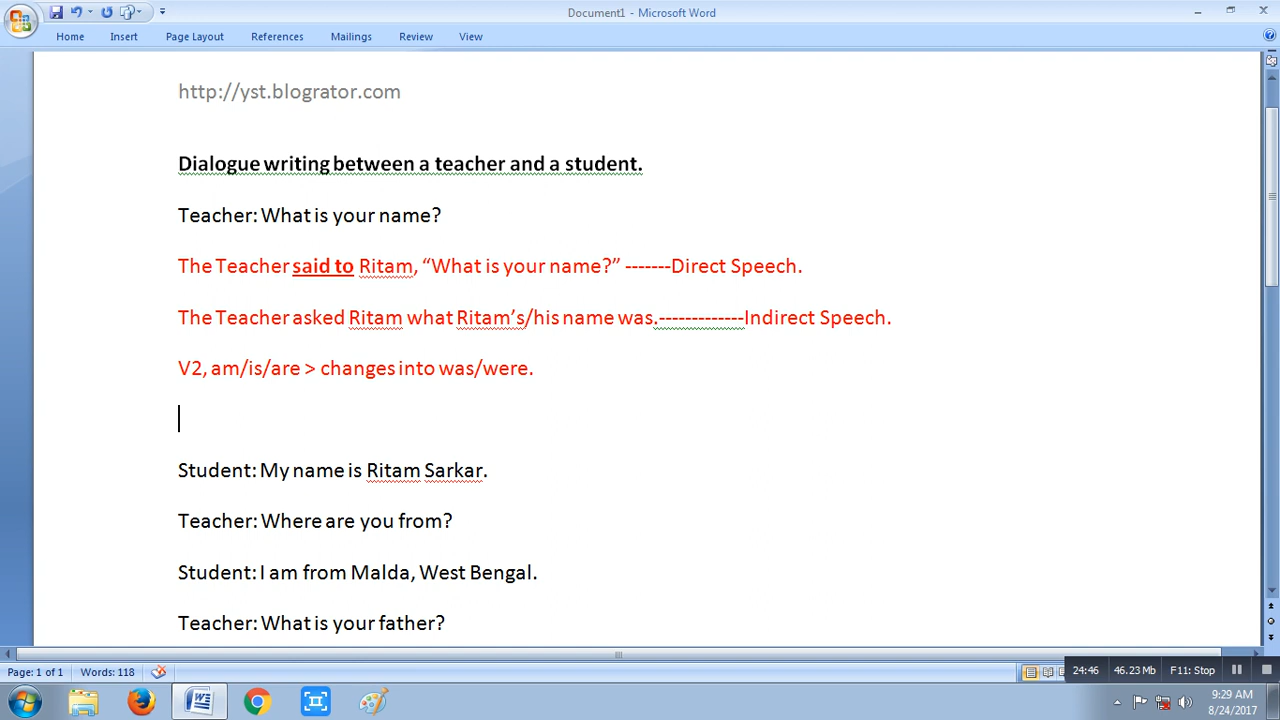 Document1 - Microsoft Word
Home Insert Page Layout References Mailings Review View
http://yst.blogrator.com
Dialogue writing between a teacher and a student.
Teacher: What is your name?
The Teacher said to Ritam, “What is your name?” -------Direct Speech.
The Teacher asked Ritam what Ritam’s/his name was.-------------Indirect Speech.
V2, am/is/are > changes into was/were.
Student: My name is Ritam Sarkar.
Teacher: Where are you from?
Student: I am from Malda, West Bengal.
Teacher: What is your father?
Page: 1 of 1 Words: 118 24:46 46.23 Mb F11: Stop
9:29 AM
8/24/2017